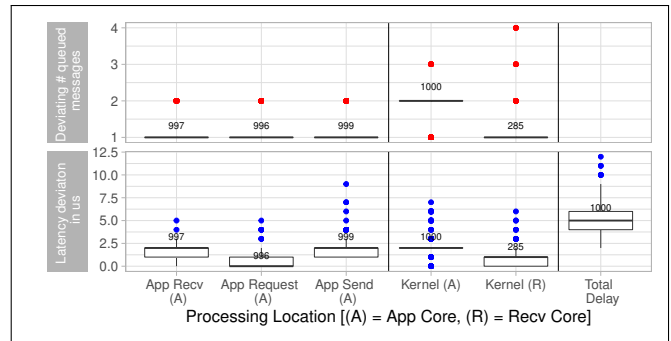 Deviating # queued
messages
4
3
2
1
997
996
999
1000
285
Latency deviaton
in us
12.5
10.0
7.5
5.0
2.5
0.0
997
996
999
1000
285
1000
App Recv
(A)
App Request
(A)
App Send
(A)
Kernel (A)
Kernel (R)
Total
Delay
Processing Location [(A) = App Core, (R) = Recv Core]